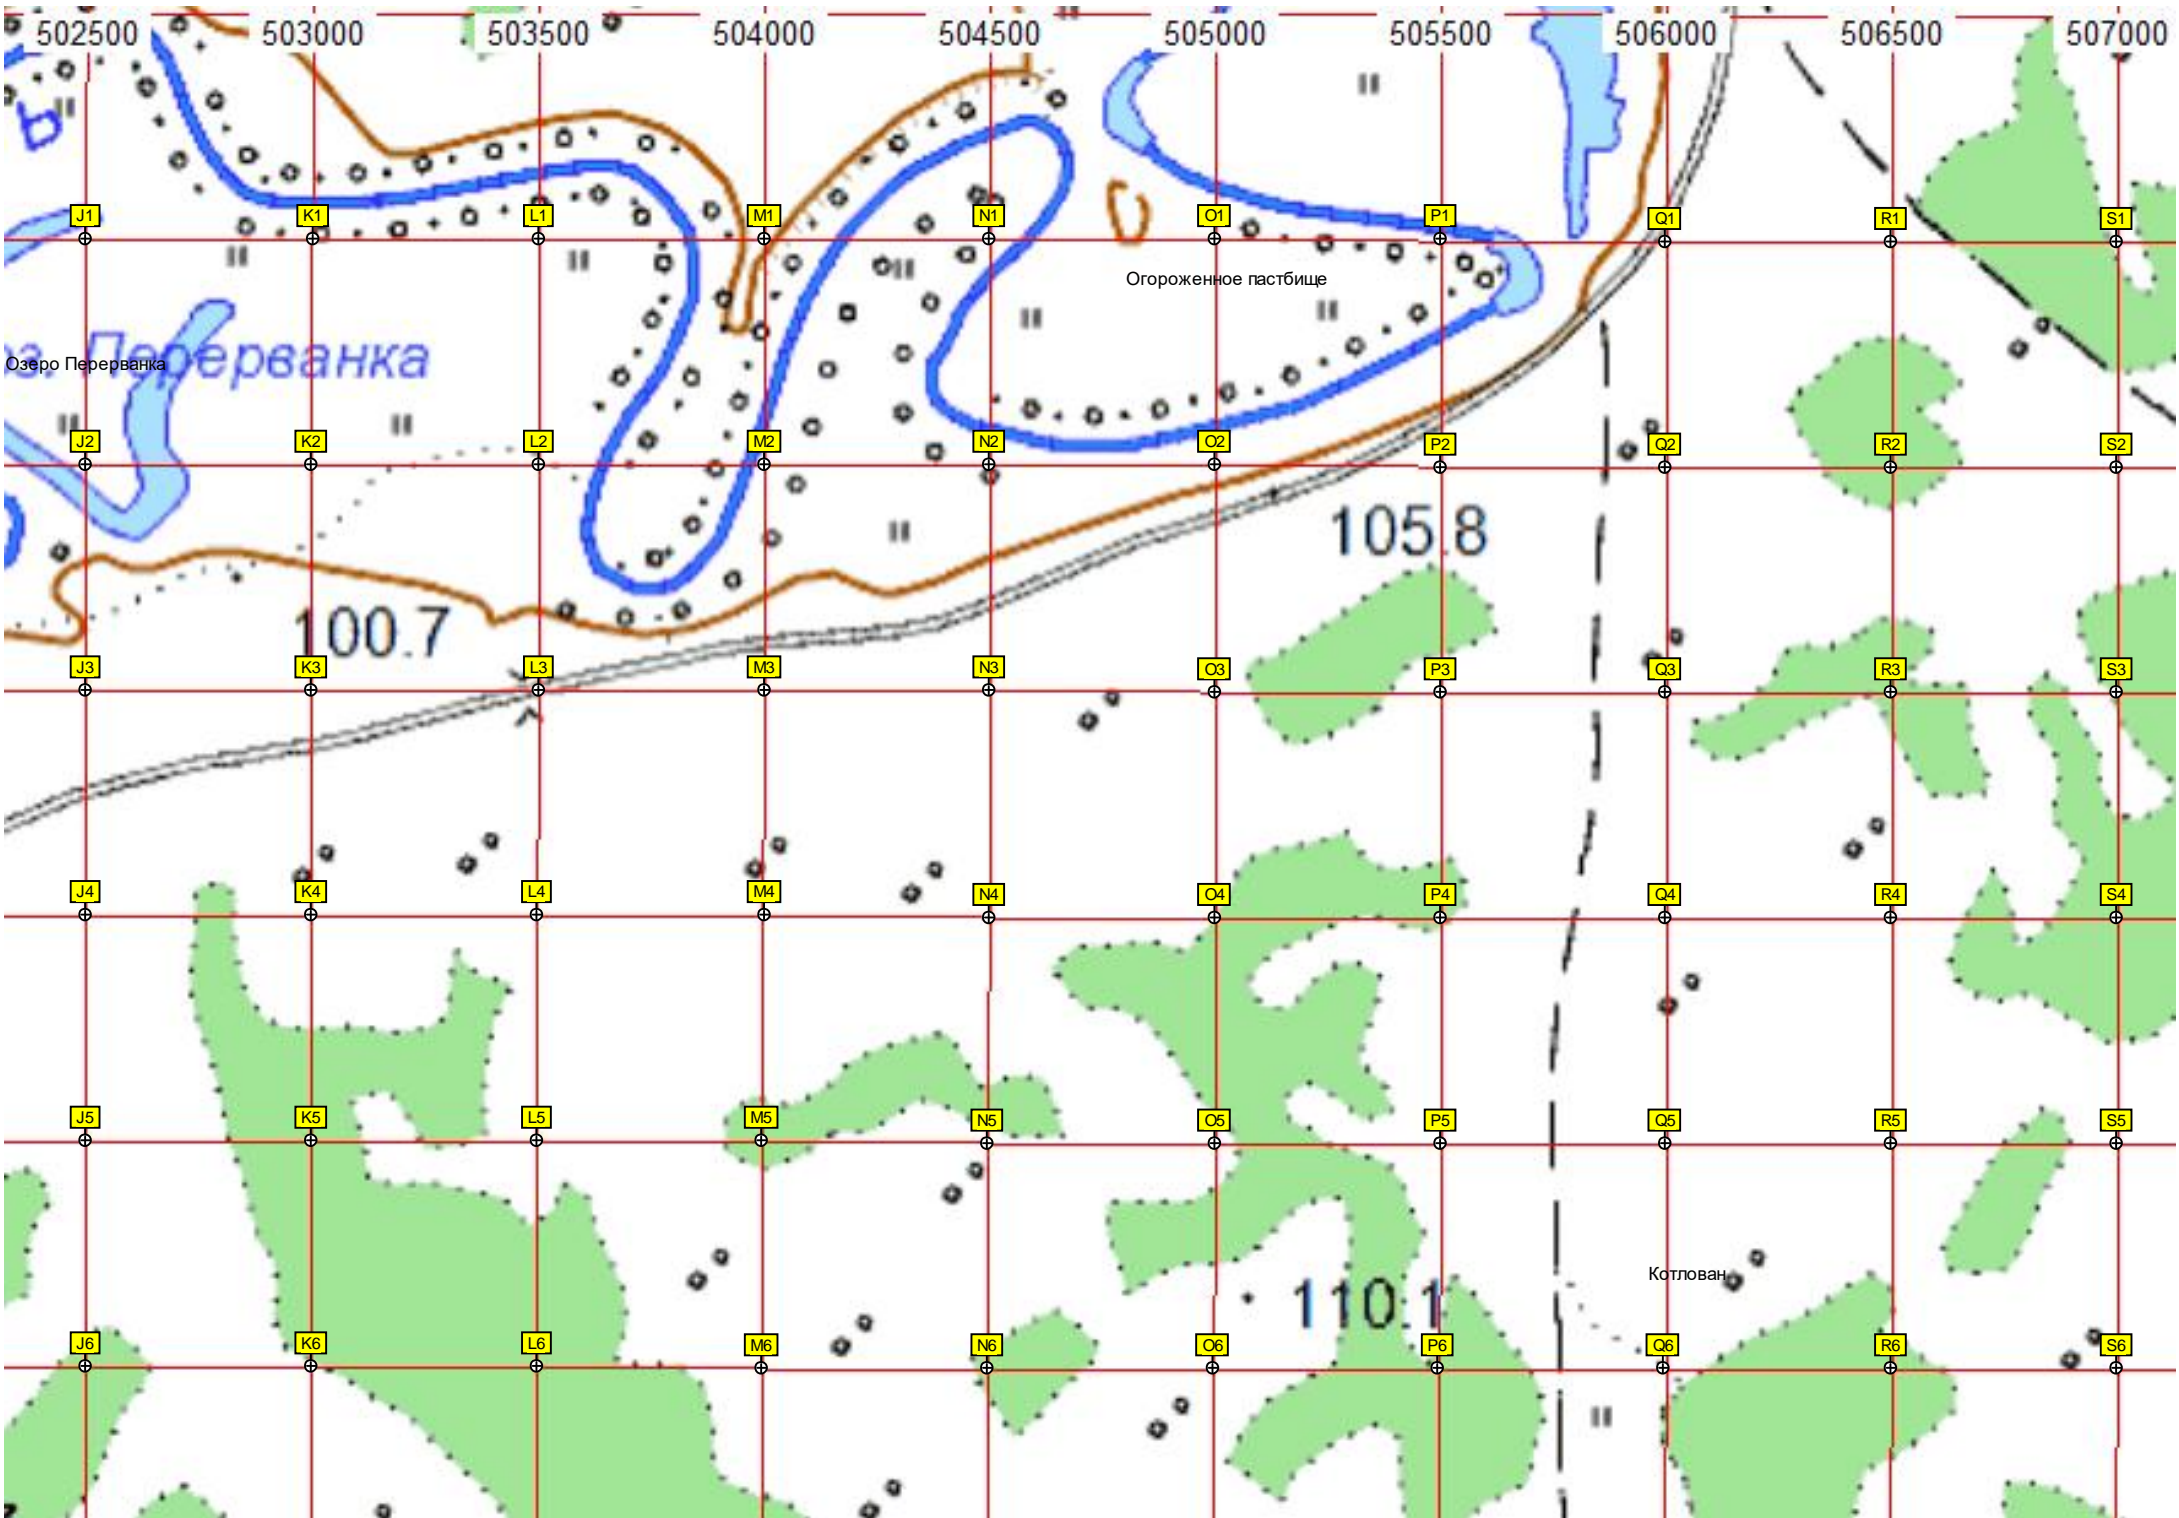 502500 503000 503500 504000 504500 505000 505500 506000 506500 507000
Ь
J1 K1 L1 M1 N1 O1 P1 Q1 R1 S1
Огороженное пастбище
оз. Перерванка
Озеро Перерванка
J2 K2 L2 M2 N2 O2 P2 Q2 R2 S2
105.8
100.7
J3 K3 L3 M3 N3 O3 P3 Q3 R3 S3
J4 K4 L4 M4 N4 O4 P4 Q4 R4 S4
J5 K5 L5 M5 N5 O5 P5 Q5 R5 S5
Котлован
110.1
J6 K6 L6 M6 N6 O6 P6 Q6 R6 S6